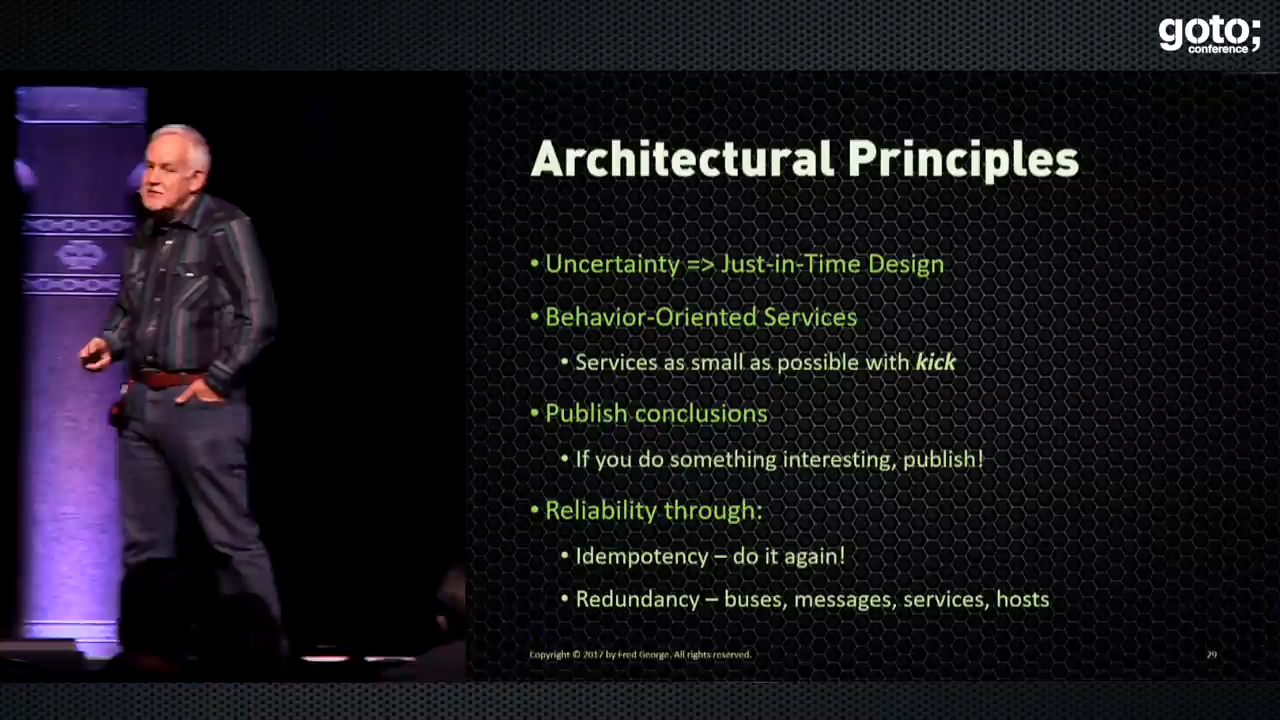 goto;
conference
Architectural Principles
• Uncertainty => Just-in-Time Design
• Behavior-Oriented Services
• Services as small as possible with kick
• Publish conclusions
• If you do something interesting, publish!
• Reliability through:
• Idempotency – do it again!
• Redundancy – buses, messages, services, hosts
Copyright © 2017 by Fred George. All rights reserved.
29